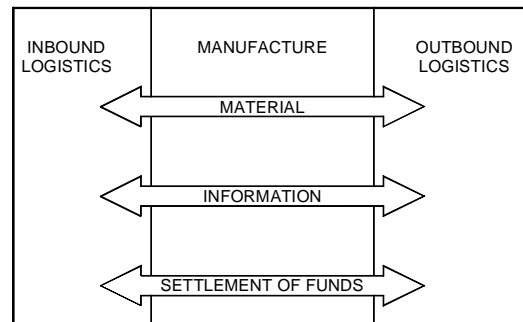 INBOUND
LOGISTICS
MANUFACTURE
OUTBOUND
LOGISTICS
MATERIAL
INFORMATION
SETTLEMENT OF FUNDS